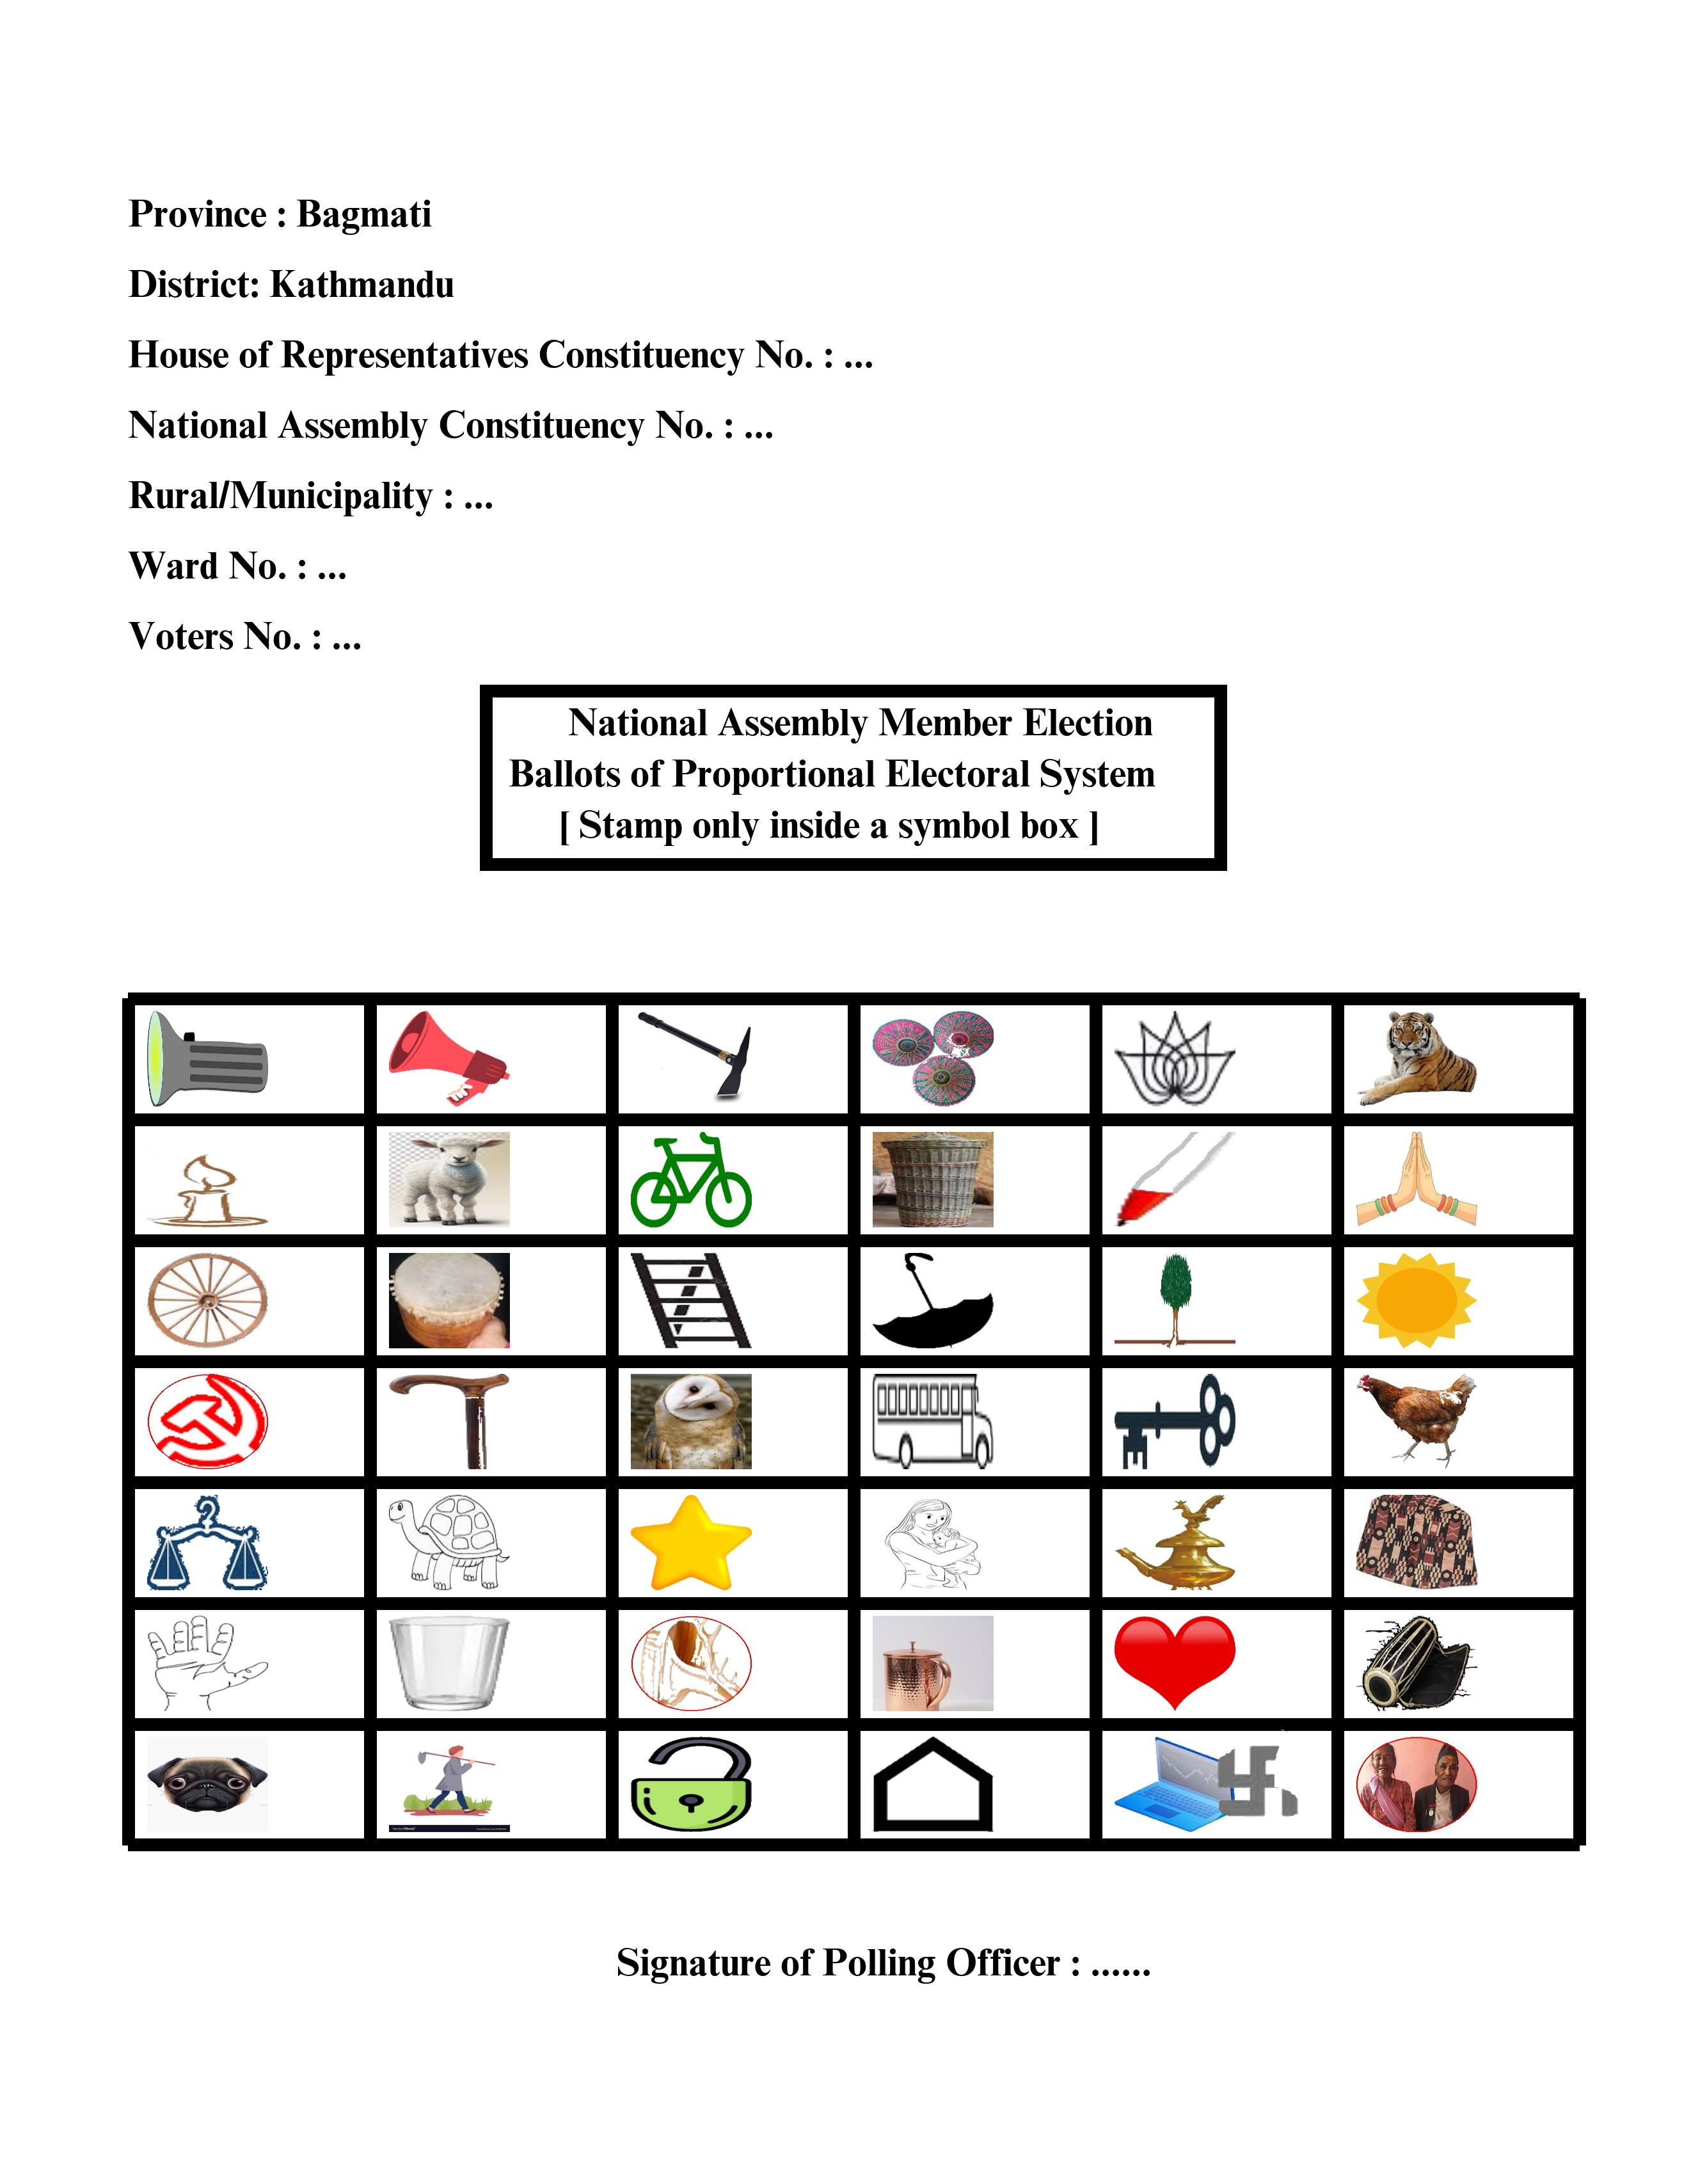 Province : Bagmati
District: Kathmandu
House of Representatives Constituency No. : ...
National Assembly Constituency No. : ...
Rural/Municipality : ...
Ward No. : ...
Voters No. : ...
National Assembly Member Election
Ballots of Proportional Electoral System
[ Stamp only inside a symbol box ]
Signature of Polling Officer : ......